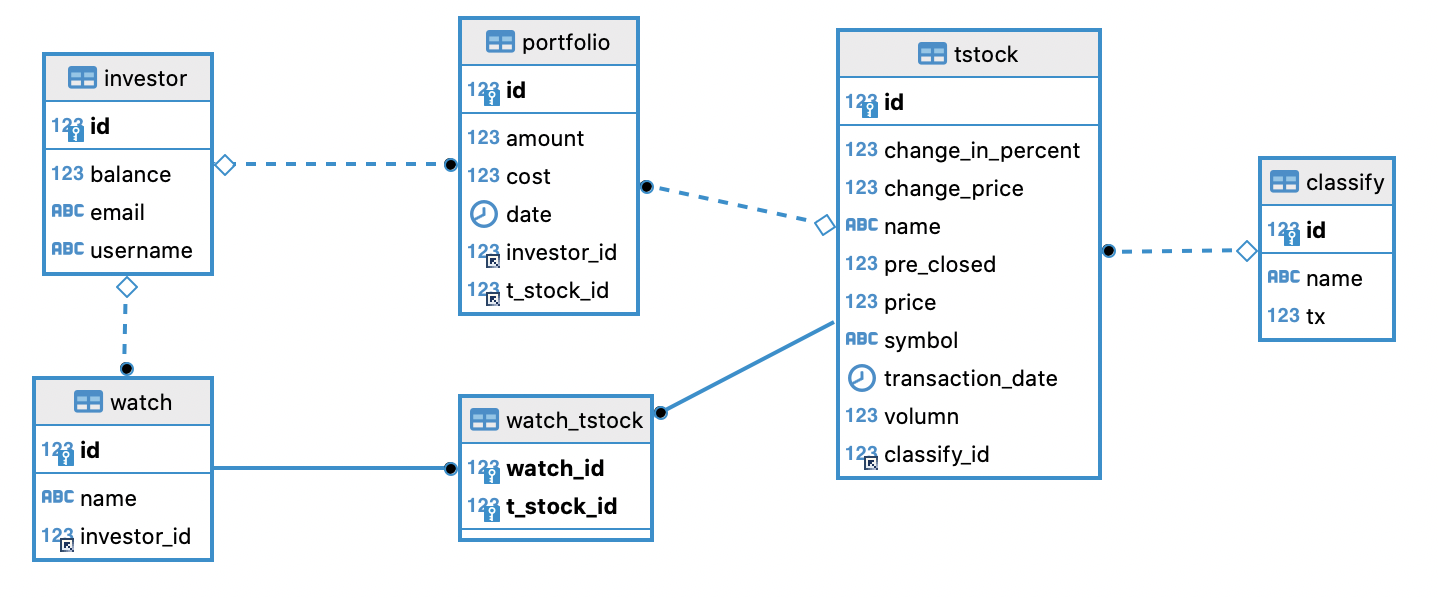 investor
123 id
123 balance
ABC email
ABC username
portfolio
123 id
123 amount
123 cost
date
123 investor_id
123 t_stock_id
tstock
123 id
123 change_in_percent
123 change_price
ABC name
123 pre_closed
123 price
ABC symbol
transaction_date
123 volumn
123 classify_id
classify
123 id
ABC name
123 tx
watch
123 id
ABC name
123 investor_id
watch_tstock
123 watch_id
123 t_stock_id